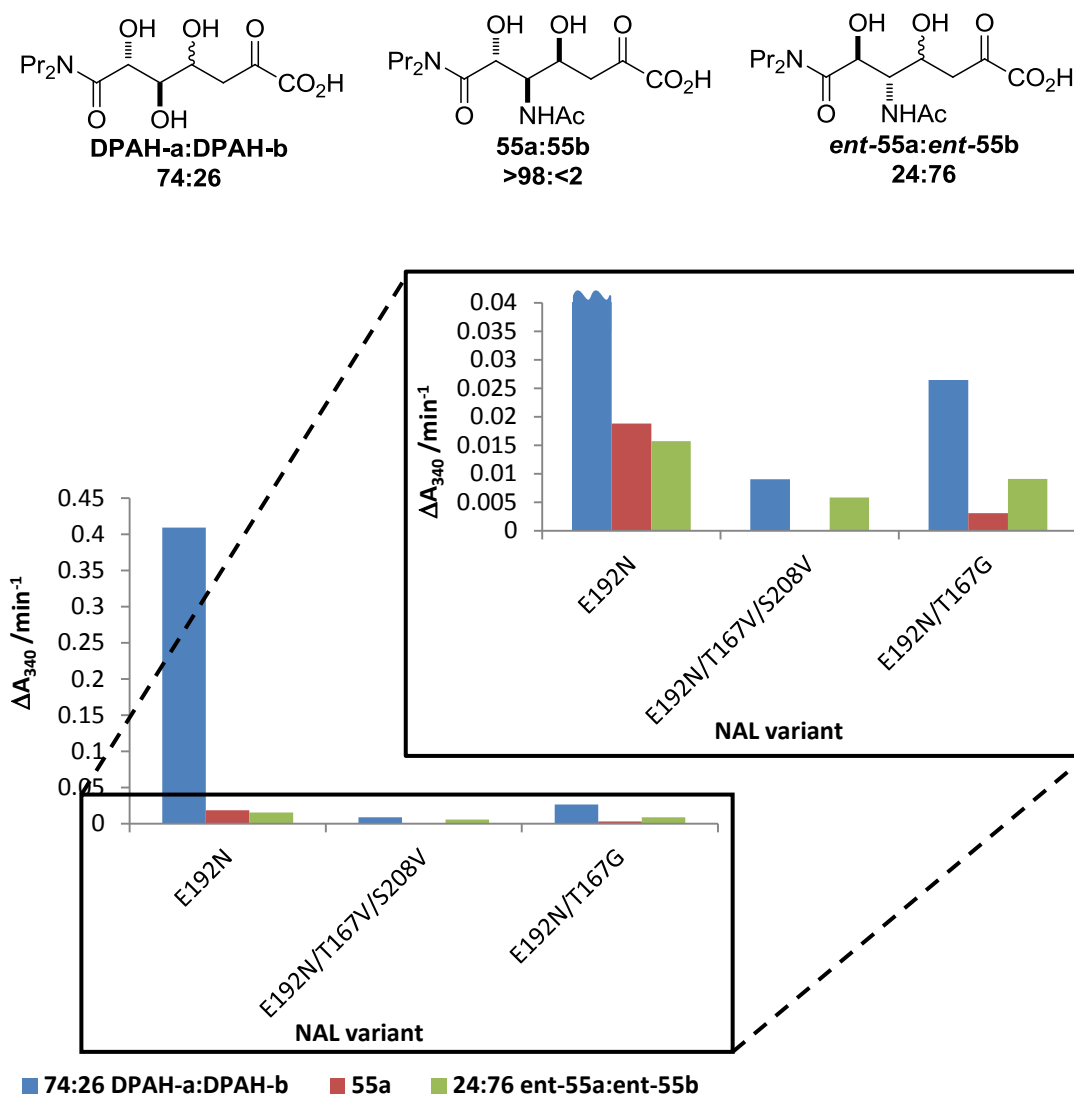 OH OH O
Pr₂N
CO₂H
O OH
DPAH-a:DPAH-b
74:26
OH OH O
Pr₂N
CO₂H
O NHAc
55a:55b
>98:<2
OH OH O
Pr₂N
CO₂H
O NHAc
ent-55a:ent-55b
24:76
0.04
0.035
0.03
0.025
0.02
0.015
0.01
0.005
0
ΔA₃₄₀ /min⁻¹
E192N
E192N/T167V/S208V
E192N/T167G
NAL variant
0.45
0.4
0.35
0.3
0.25
0.2
0.15
0.1
0.05
0
ΔA₃₄₀ /min⁻¹
E192N
E192N/T167V/S208V
E192N/T167G
NAL variant
74:26 DPAH-a:DPAH-b 55a 24:76 ent-55a:ent-55b